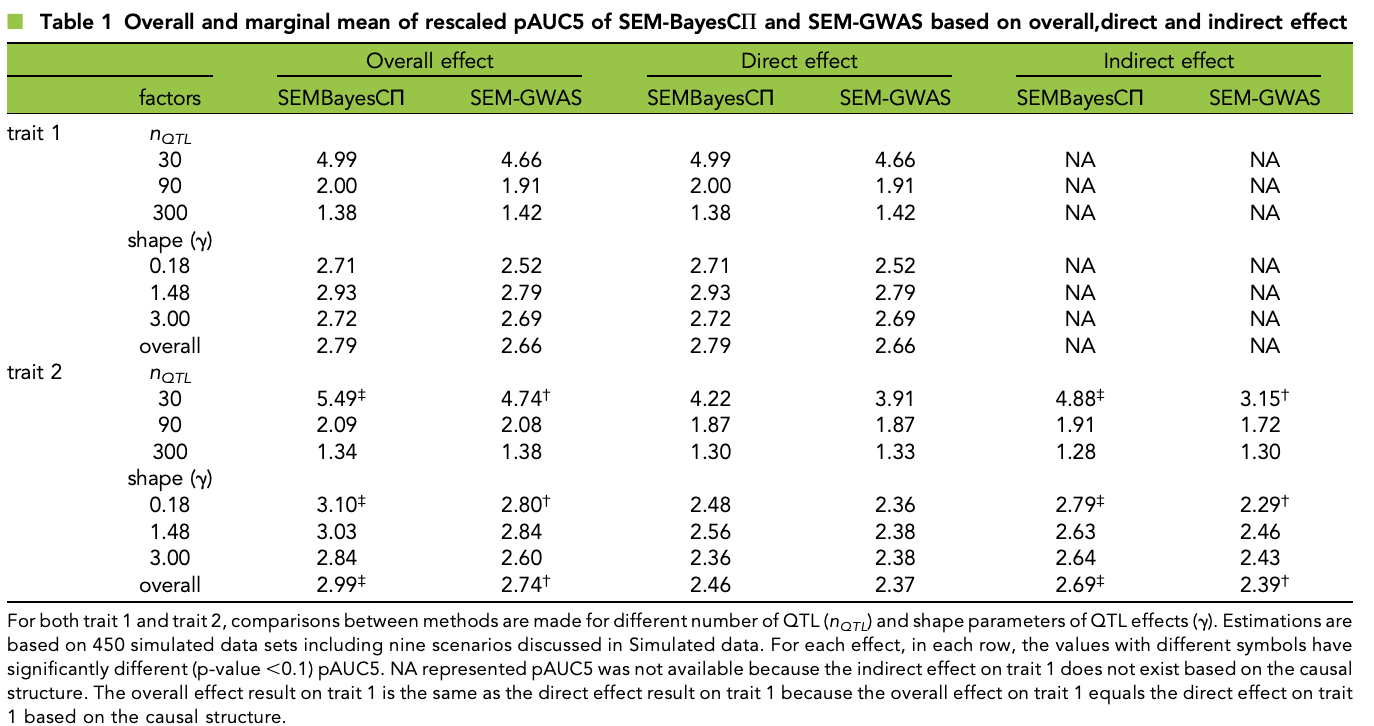 ■ Table 1 Overall and marginal mean of rescaled pAUC5 of SEM-BayesCΠ and SEM-GWAS based on overall,direct and indirect effect
Overall effect Direct effect Indirect effect
factors SEMBayesCΠ SEM-GWAS SEMBayesCΠ SEM-GWAS SEMBayesCΠ SEM-GWAS
trait 1 nQTL
30 4.99 4.66 4.99 4.66 NA NA
90 2.00 1.91 2.00 1.91 NA NA
300 1.38 1.42 1.38 1.42 NA NA
shape (γ)
0.18 2.71 2.52 2.71 2.52 NA NA
1.48 2.93 2.79 2.93 2.79 NA NA
3.00 2.72 2.69 2.72 2.69 NA NA
overall 2.79 2.66 2.79 2.66 NA NA
trait 2 nQTL
30 5.49‡ 4.74† 4.22 3.91 4.88‡ 3.15†
90 2.09 2.08 1.87 1.87 1.91 1.72
300 1.34 1.38 1.30 1.33 1.28 1.30
shape (γ)
0.18 3.10‡ 2.80† 2.48 2.36 2.79‡ 2.29†
1.48 3.03 2.84 2.56 2.38 2.63 2.46
3.00 2.84 2.60 2.36 2.38 2.64 2.43
overall 2.99‡ 2.74† 2.46 2.37 2.69‡ 2.39†
For both trait 1 and trait 2, comparisons between methods are made for different number of QTL (nQTL) and shape parameters of QTL effects (γ). Estimations are
based on 450 simulated data sets including nine scenarios discussed in Simulated data. For each effect, in each row, the values with different symbols have
significantly different (p-value <0.1) pAUC5. NA represented pAUC5 was not available because the indirect effect on trait 1 does not exist based on the causal
structure. The overall effect result on trait 1 is the same as the direct effect result on trait 1 because the overall effect on trait 1 equals the direct effect on trait
1 based on the causal structure.